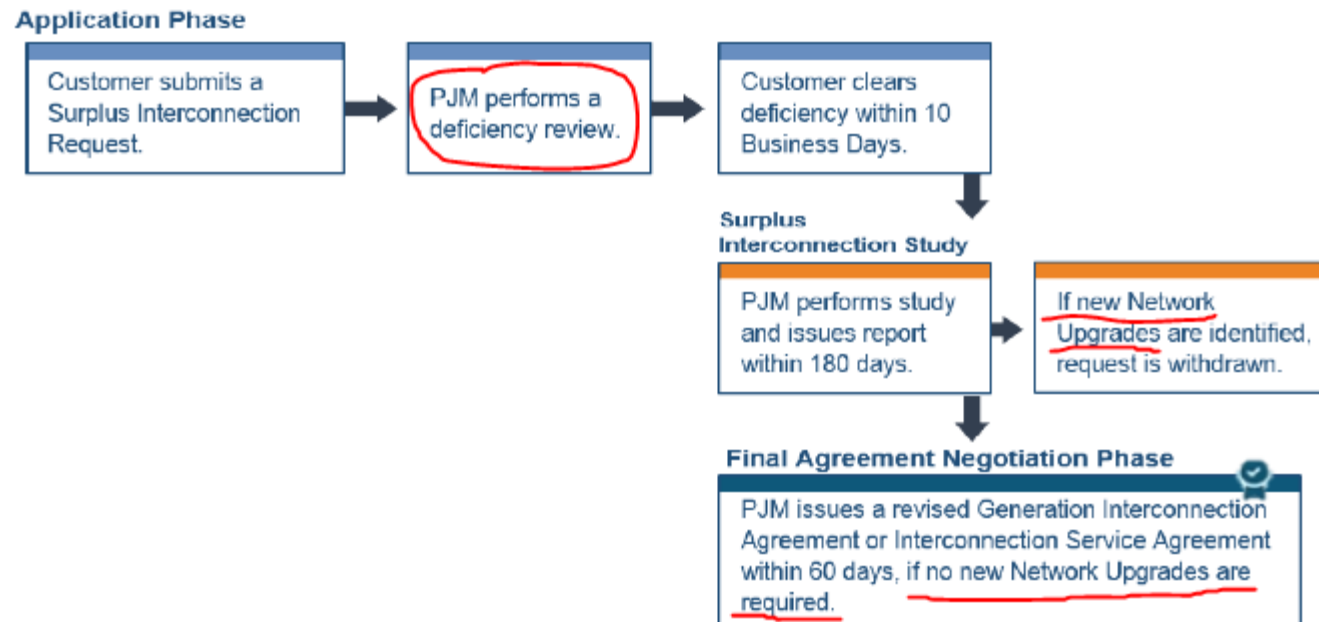 Application Phase
Customer submits a
Surplus Interconnection
Request.
PJM performs a
deficiency review.
Customer clears
deficiency within 10
Business Days.
Surplus
Interconnection Study
PJM performs study
and issues report
within 180 days.
If new Network
Upgrades are identified,
request is withdrawn.
Final Agreement Negotiation Phase
PJM issues a revised Generation Interconnection
Agreement or Interconnection Service Agreement
within 60 days, if no new Network Upgrades are
required.